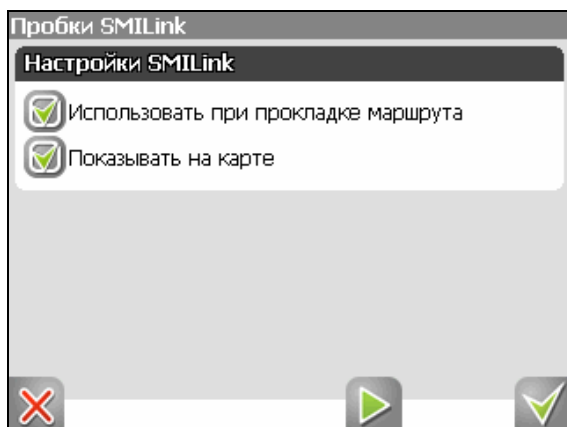 Пробки SMILink
Настройки SMILink
Использовать при прокладке маршрута
Показывать на карте